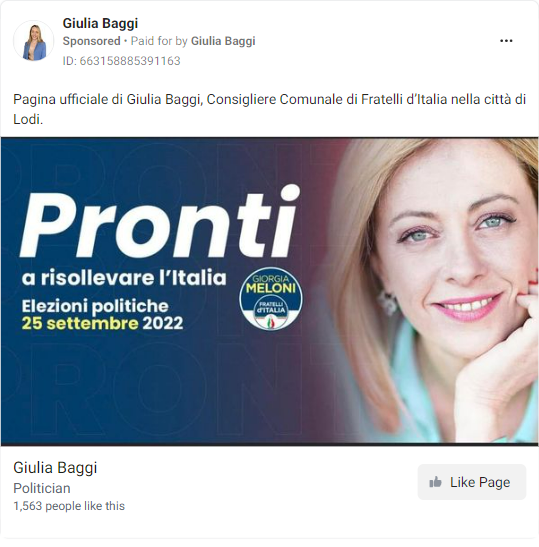 Giulia Baggi
Sponsored • Paid for by Giulia Baggi
ID: 663158885391163
Pagina ufficiale di Giulia Baggi, Consigliere Comunale di Fratelli d’Italia nella città di
Lodi.
Pronti
a risollevare l’Italia
Elezioni politiche
25 settembre 2022
GIORGIA
MELONI
FRATELLI
d'ITALIA
Giulia Baggi
Politician
1,563 people like this
Like Page